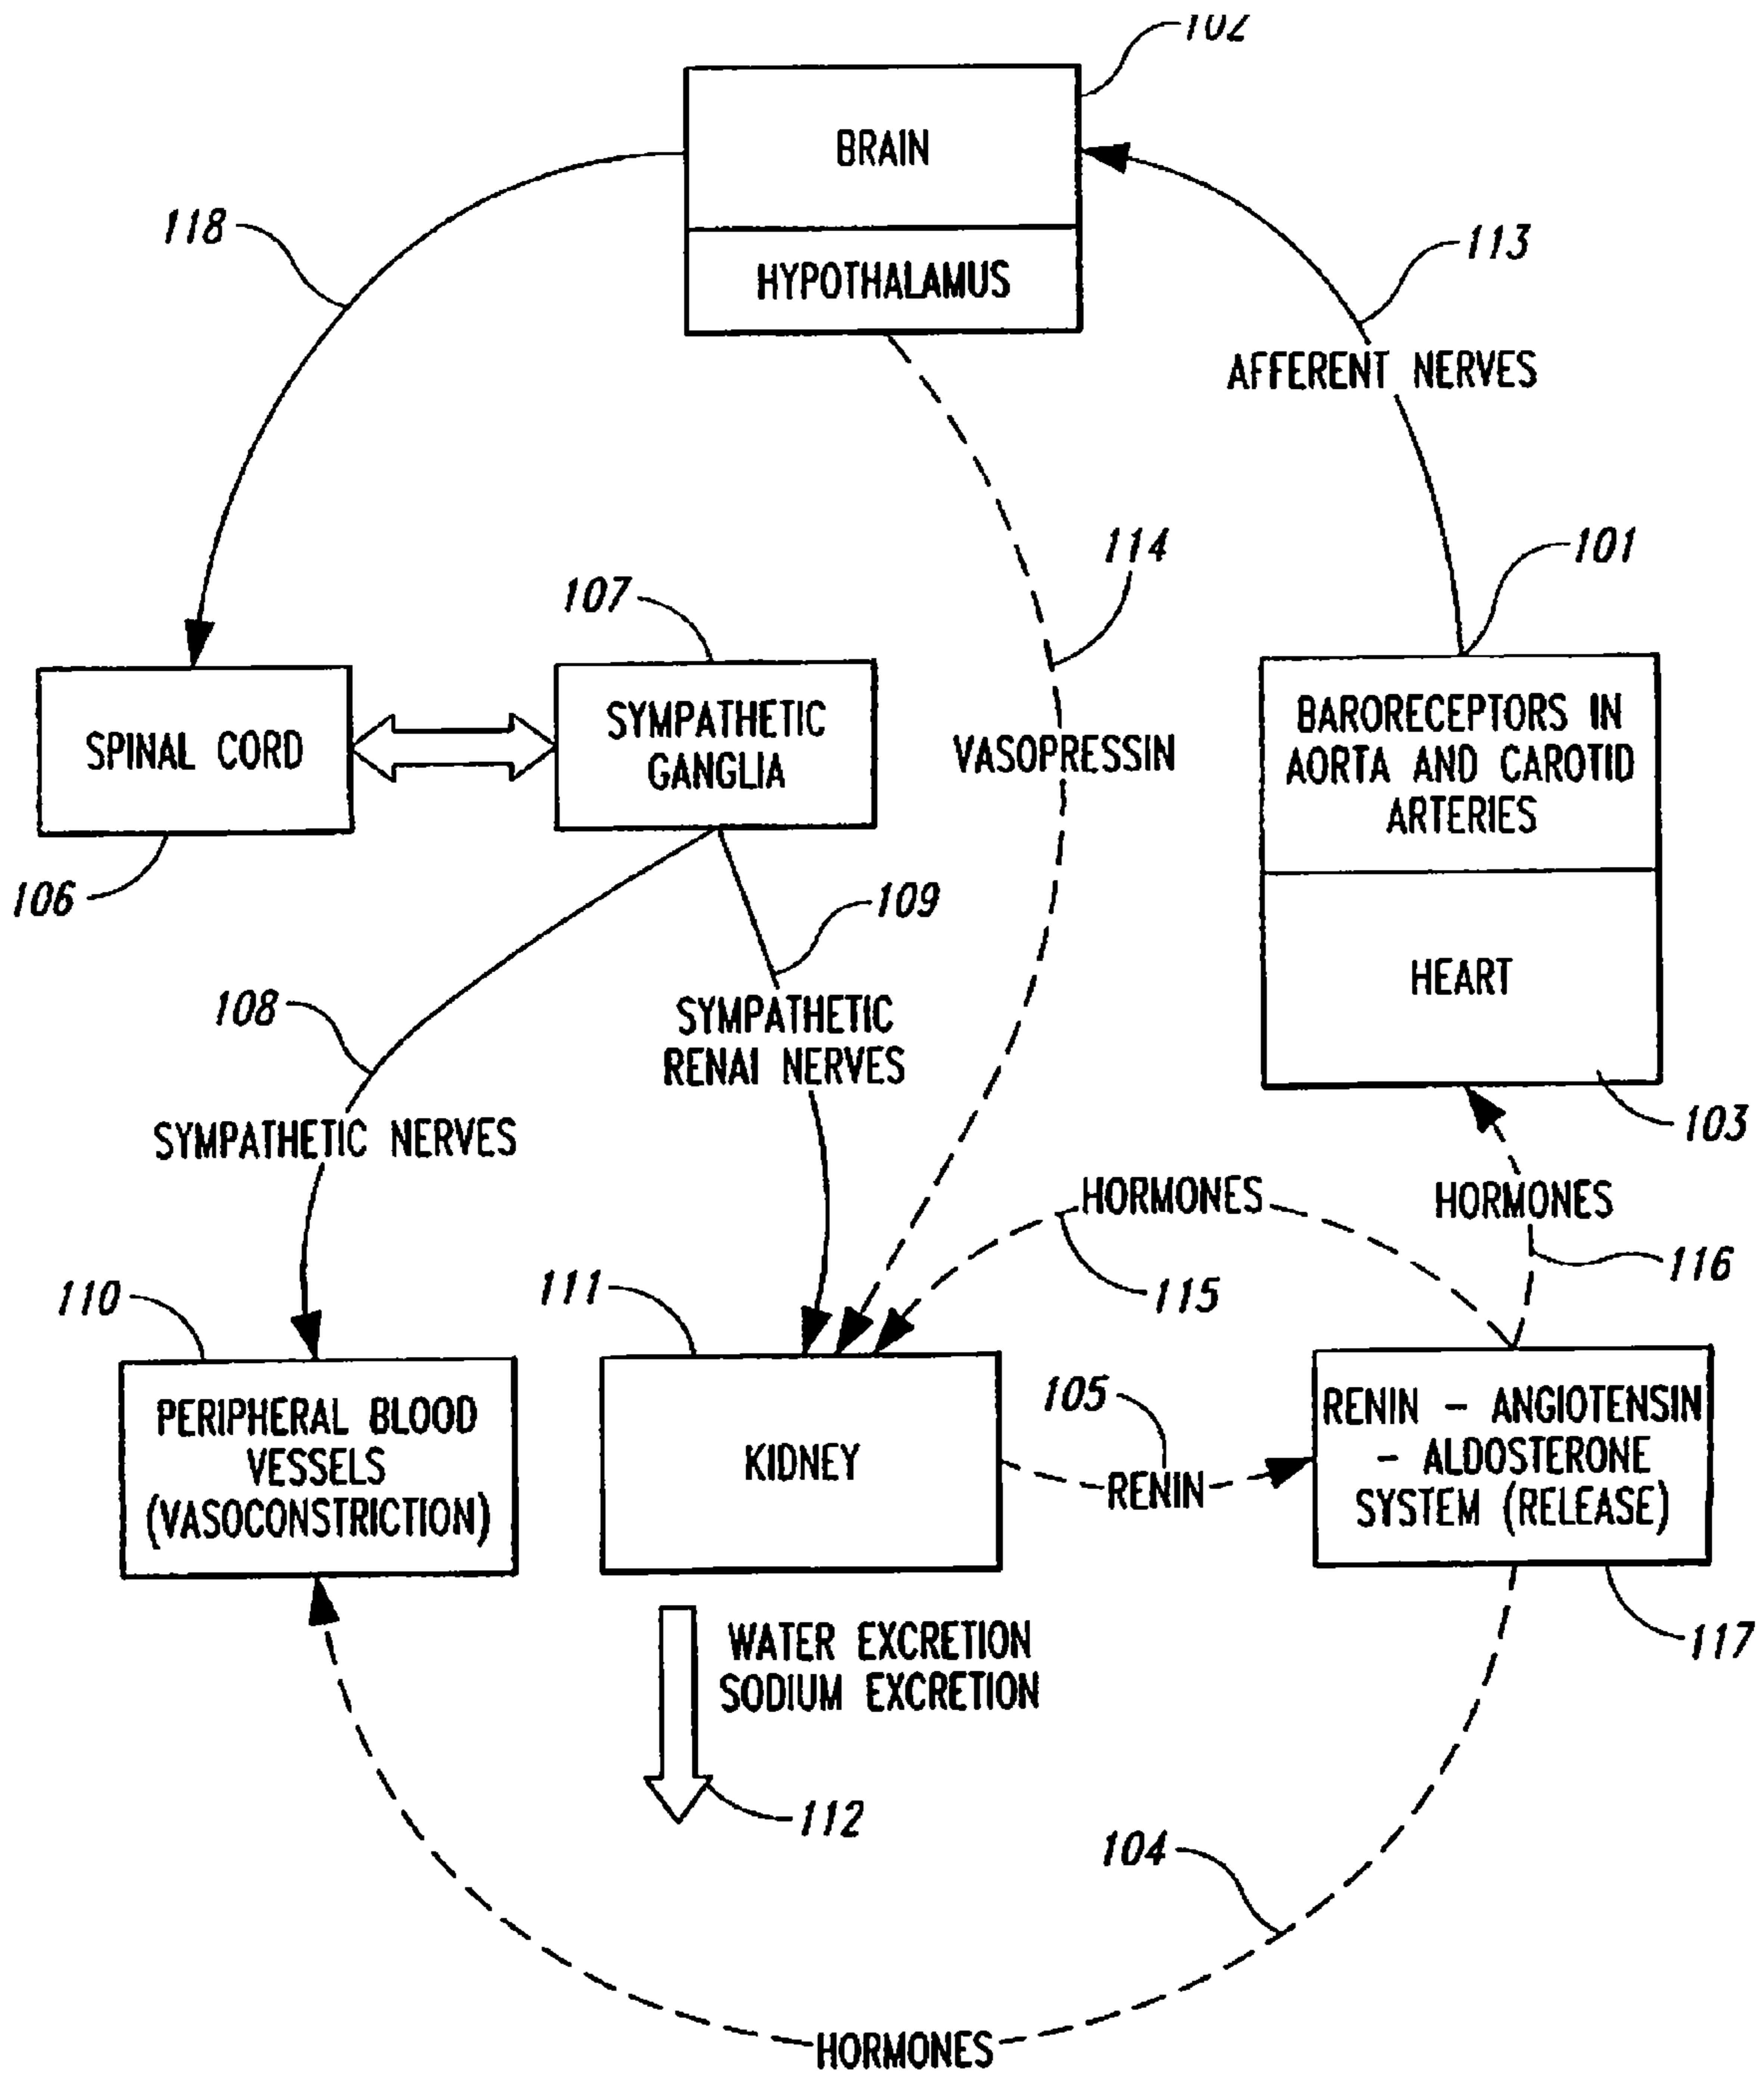 102
BRAIN
HYPOTHALAMUS
118
113
AFFERENT NERVES
114
101
107
SPINAL CORD
SYMPATHETIC
GANGLIA
VASOPRESSIN
BARORECEPTORS IN
AORTA AND CAROTID
ARTERIES
106
109
HEART
108
SYMPATHETIC
RENAI NERVES
103
SYMPATHETIC NERVES
HORMONES
HORMONES
116
115
110
111
PERIPHERAL BLOOD
VESSELS
(VASOCONSTRICTION)
KIDNEY
105
RENIN
RENIN – ANGIOTENSIN
– ALDOSTERONE
SYSTEM (RELEASE)
WATER EXCRETION
SODIUM EXCRETION
117
112
104
HORMONES